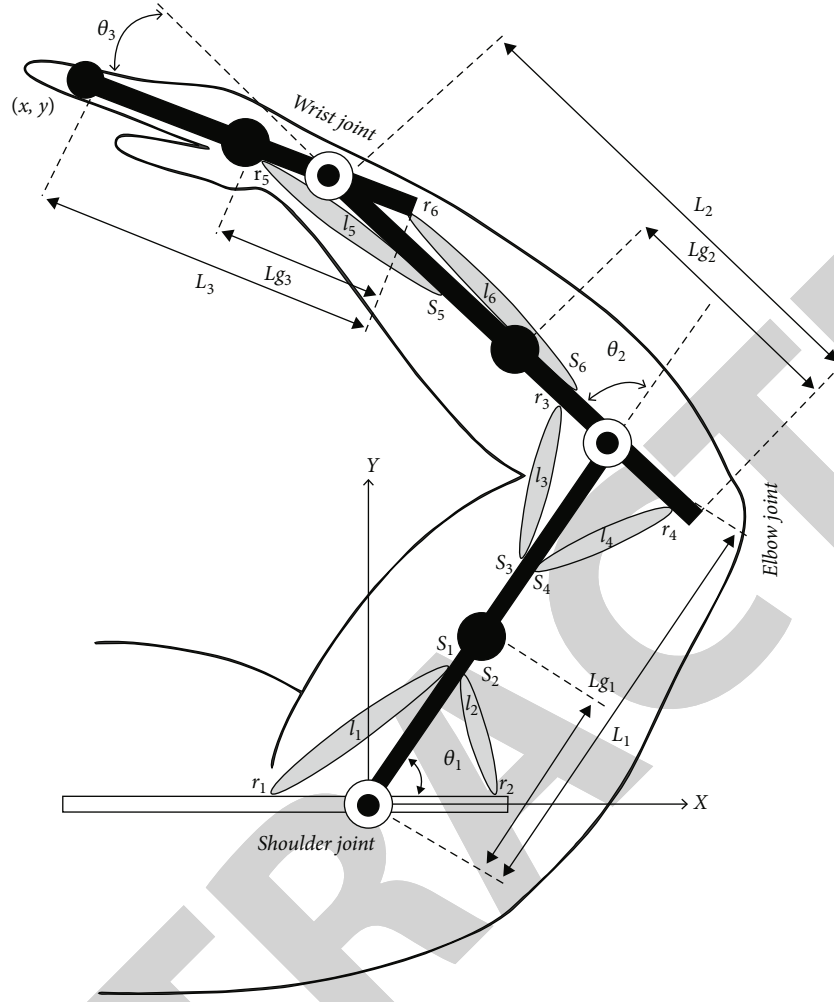 θ₃
(x, y)
Wrist joint
r₅
r₆
l₅
L₂
Lg₂
Lg₃
L₃
l₆
S₅
S₆
θ₂
r₃
Y
l₃
l₄
r₄
Elbow joint
S₃
S₄
S₁
S₂
Lg₁
l₂
l₁
L₁
θ₁
r₁
r₂
X
Shoulder joint
TRACT